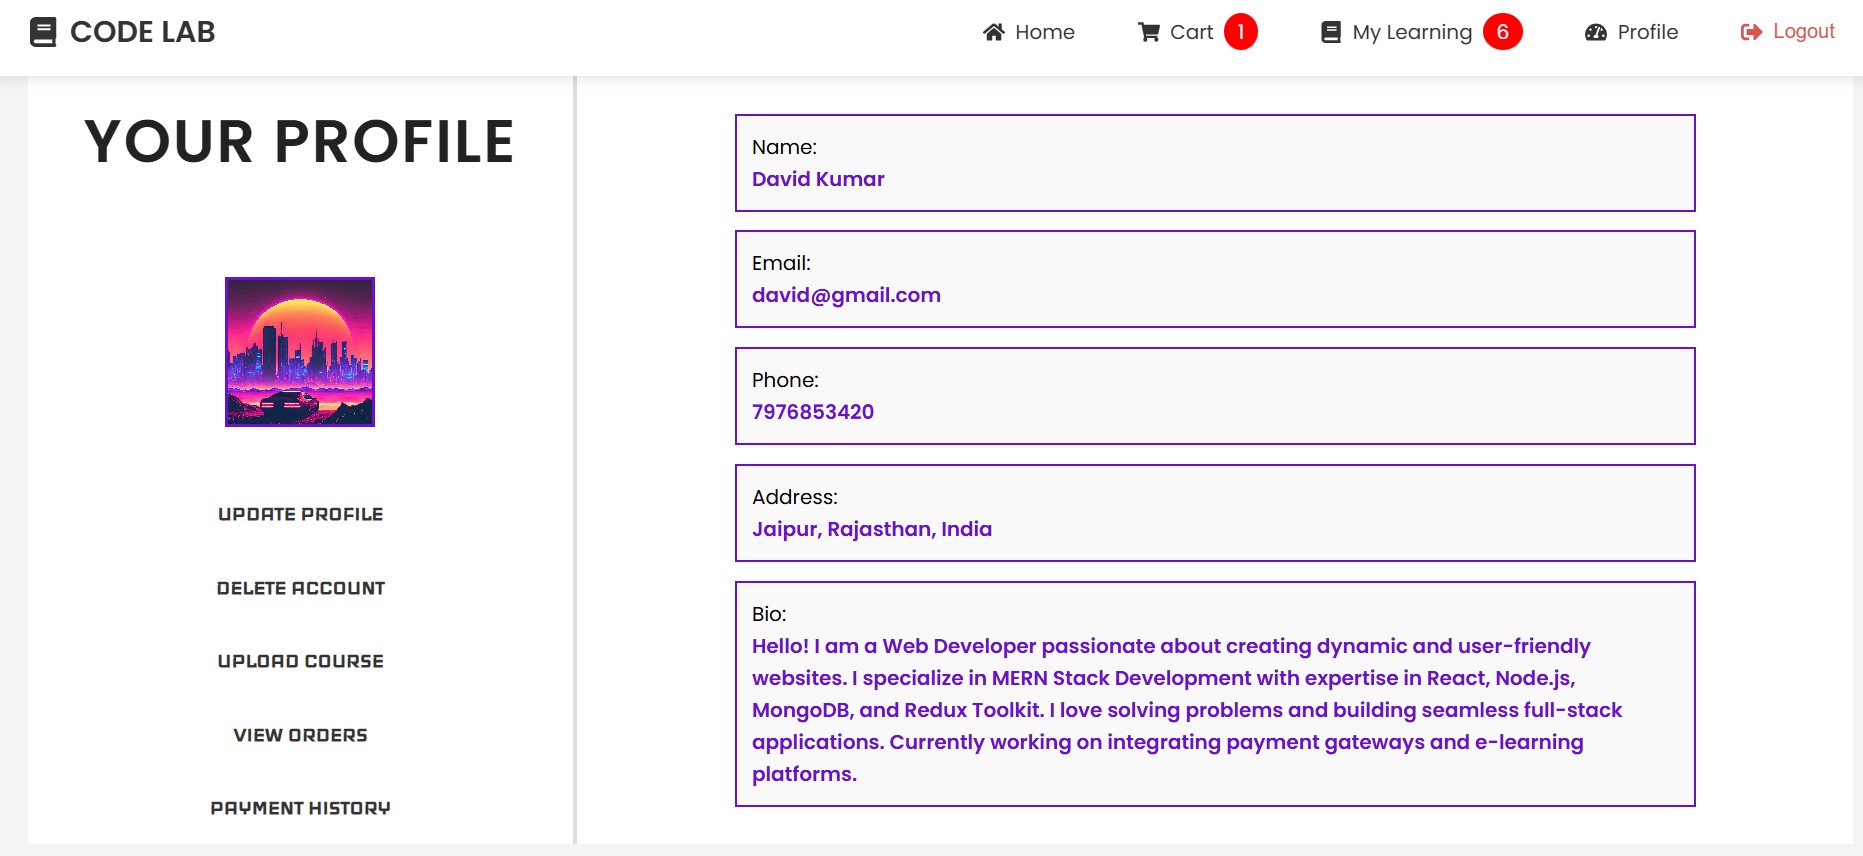 CODE LAB
Home
Cart 1
My Learning 6
Profile
Logout
YOUR PROFILE
UPDATE PROFILE
DELETE ACCOUNT
UPLOAD COURSE
VIEW ORDERS
PAYMENT HISTORY
Name:
David Kumar
Email:
david@gmail.com
Phone:
7976853420
Address:
Jaipur, Rajasthan, India
Bio:
Hello! I am a Web Developer passionate about creating dynamic and user-friendly
websites. I specialize in MERN Stack Development with expertise in React, Node.js,
MongoDB, and Redux Toolkit. I love solving problems and building seamless full-stack
applications. Currently working on integrating payment gateways and e-learning
platforms.